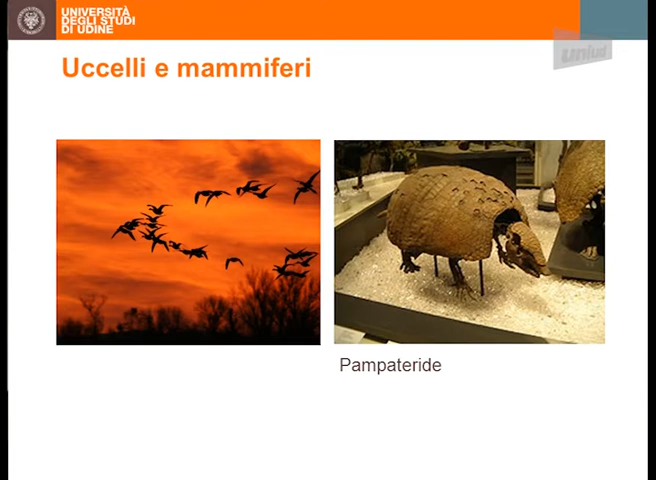 UNIVERSITÀ
DEGLI STUDI
DI UDINE
uniud
Uccelli e mammiferi
Pampateride